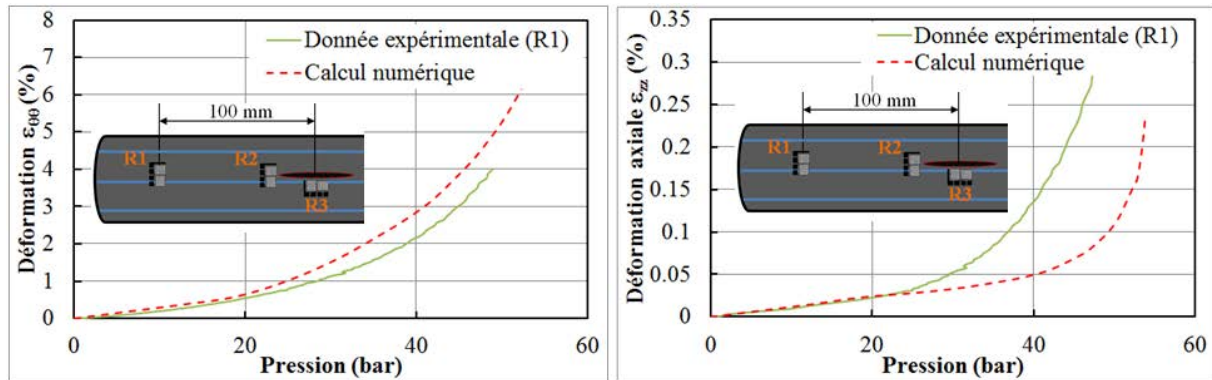 8
7
6
5
4
3
2
1
0
Déformation εθθ (%)
Donnée expérimentale (R1)
Calcul numérique
100 mm
R1
R2
R3
0
20
40
60
Pression (bar)
0.35
0.3
0.25
0.2
0.15
0.1
0.05
0
Déformation axiale εzz (%)
Donnée expérimentale (R1)
Calcul numérique
100 mm
R1
R2
R3
0
20
40
60
Pression (bar)